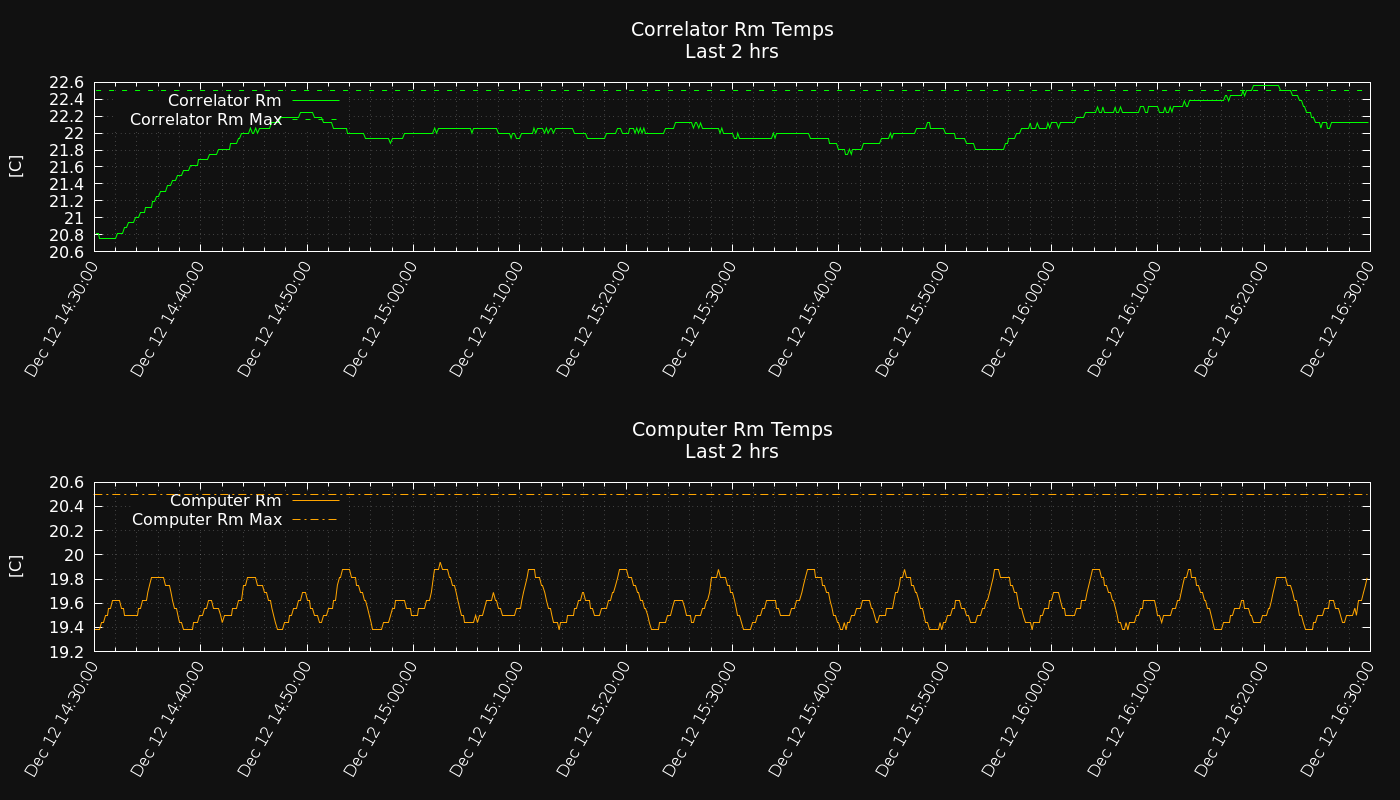 Correlator Rm Temps
Last 2 hrs
22.6
22.4
22.2
22
21.8
21.6
21.4
21.2
21
20.8
20.6
[C]
Correlator Rm
Correlator Rm Max
Dec 12 14:30:00
Dec 12 14:40:00
Dec 12 14:50:00
Dec 12 15:00:00
Dec 12 15:10:00
Dec 12 15:20:00
Dec 12 15:30:00
Dec 12 15:40:00
Dec 12 15:50:00
Dec 12 16:00:00
Dec 12 16:10:00
Dec 12 16:20:00
Dec 12 16:30:00
Computer Rm Temps
Last 2 hrs
20.6
20.4
20.2
20
19.8
19.6
19.4
19.2
[C]
Computer Rm
Computer Rm Max
Dec 12 14:30:00
Dec 12 14:40:00
Dec 12 14:50:00
Dec 12 15:00:00
Dec 12 15:10:00
Dec 12 15:20:00
Dec 12 15:30:00
Dec 12 15:40:00
Dec 12 15:50:00
Dec 12 16:00:00
Dec 12 16:10:00
Dec 12 16:20:00
Dec 12 16:30:00